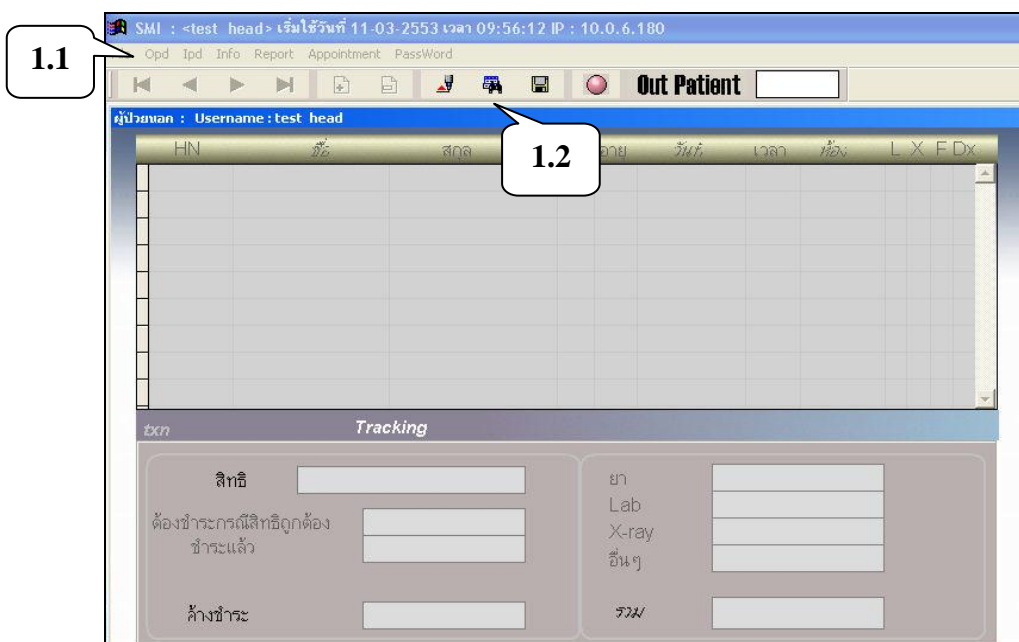 SMI : <test head> เริ่มใช้วันที่ 11-03-2553 เวลา 09:56:12 IP : 10.0.6.180
1.1
Opd Ipd Info Report Appointment PassWord
Out Patient
ผู้ป่วยนอก : Username : test head
1.2
HN ชื่อ สกุล อายุ วันที่ เวลา ห้อง L X F Dx
txn Tracking
สิทธิ
ต้องชำระกรณีสิทธิถูกต้อง
ชำระแล้ว
ค้างชำระ
ยา
Lab
X-ray
อื่นๆ
รวม